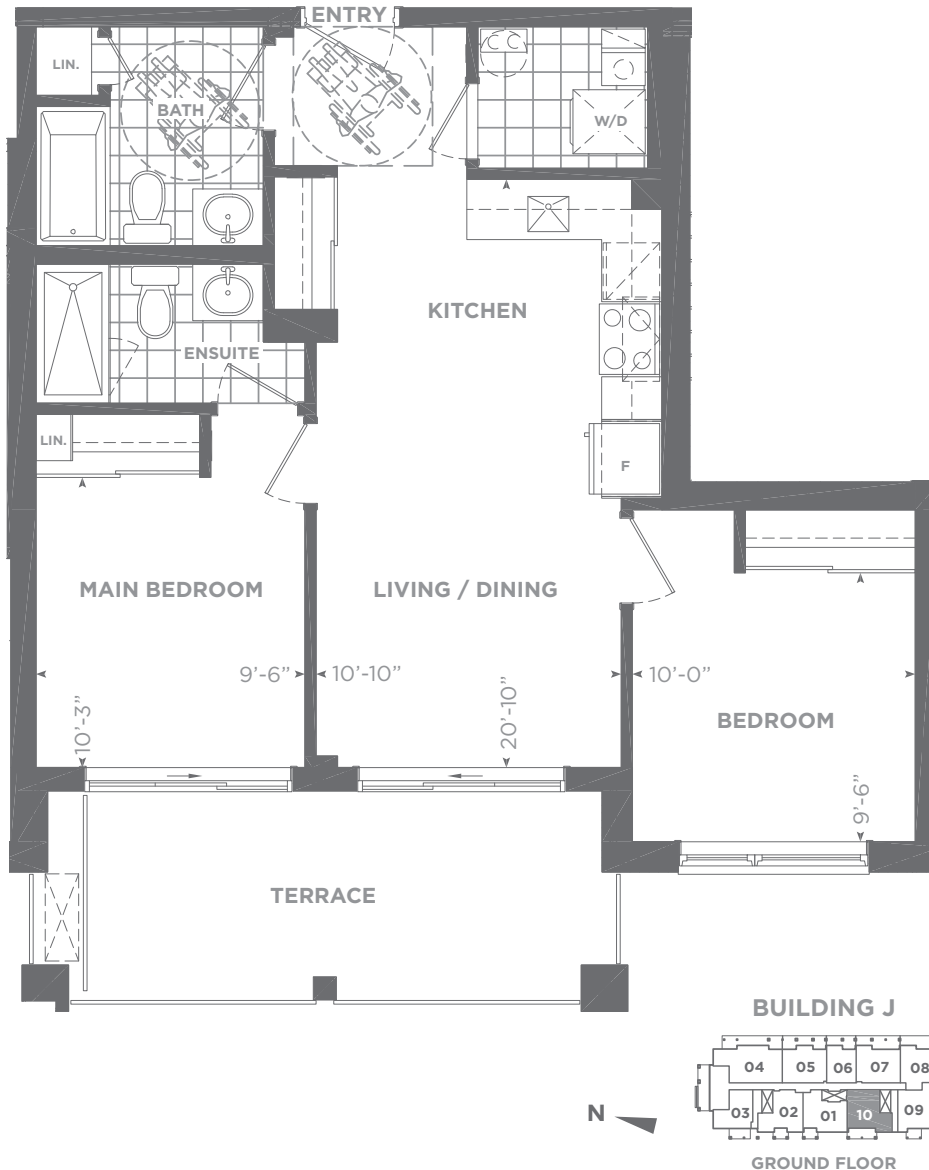 ENTRY
LIN.
BATH
W/D
KITCHEN
ENSUITE
LIN.
F
MAIN BEDROOM
LIVING / DINING
9'-6”
10'-10”
10'-0”
10'-3”
20'-10”
BEDROOM
9'-6”
TERRACE
BUILDING J
04
05
06
07
08
03
02
01
10
09
N
GROUND FLOOR